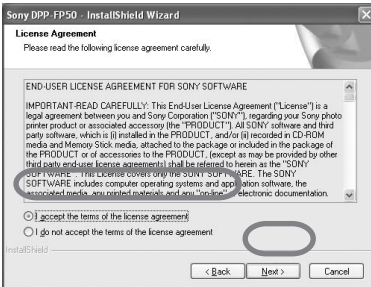 Sony DPP-FP50 - InstallShield Wizard
License Agreement
Please read the following license agreement carefully.
END-USER LICENSE AGREEMENT FOR SONY SOFTWARE
IMPORTANT-READ CAREFULLY: This End-User License Agreement ("License") is a
legal agreement between you and Sony Corporation ("SONY"), regarding your Sony photo
printer product or associated accessory (the "PRODUCT"). All SONY software and third
party software, which is (i) installed in the PRODUCT, and/or (ii) recorded in CD-ROM
media and Memory Stick media, attached to the package or included in the package of
the PRODUCT or of accessories to the PRODUCT, (except as may be provided by other
third party end-user license agreements) shall be referred to herein as the "SONY
SOFTWARE". This License covers only the SONY SOFTWARE. The SONY
SOFTWARE includes computer operating systems and application software, the
associated media, any printed materials and any "on-line" electronic documentation.
I accept the terms of the license agreement
I do not accept the terms of the license agreement
InstallShield
< Back Next > Cancel